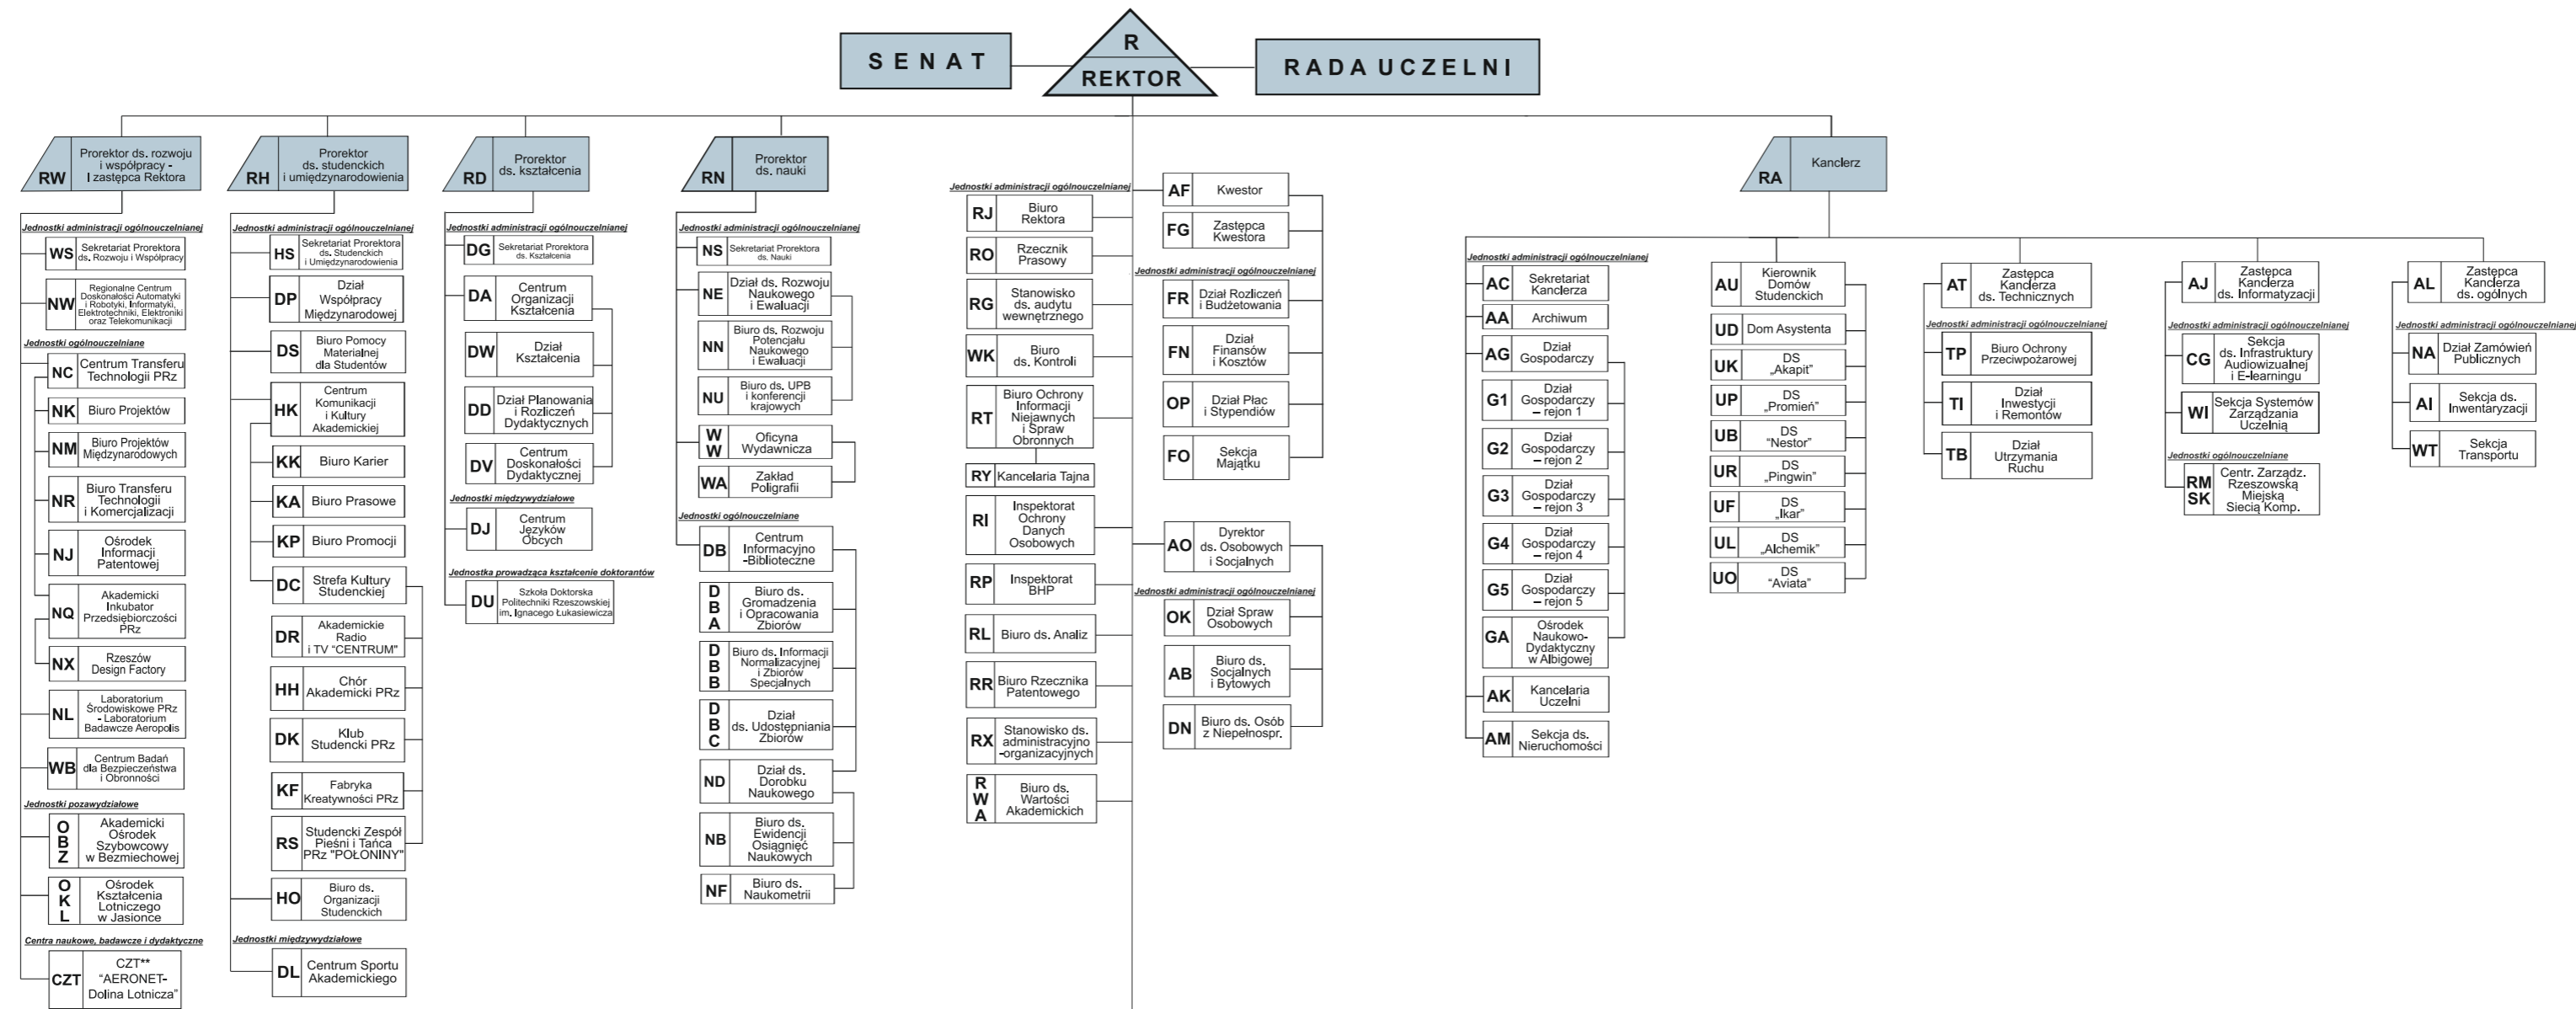 SENAT
R
REKTOR
RADA UCZELNI
RW
Prorektor ds. rozwoju
i współpracy -
I zastępca Rektora
Jednostki administracji ogólnouczelnianej
WS
Sekretariat Prorektora
ds. Rozwoju i Współpracy
NW
Regionalne Centrum
Doskonałości Automatyki
i Robotyki, Informatyki,
Elektrotechniki, Elektroniki
oraz Telekomunikacji
Jednostki ogólnouczelniane
NC
Centrum Transferu
Technologii PRz
NK
Biuro Projektów
NM
Biuro Projektów
Międzynarodowych
NR
Biuro Transferu
Technologii
i Komercjalizacji
NJ
Ośrodek
Informacji
Patentowej
NQ
Akademicki
Inkubator
Przedsiębiorczości
PRz
NX
Rzeszów
Design Factory
NL
Laboratorium
Środowiskowe PRz
- Laboratorium
Badawcze Aeropolis
WB
Centrum Badań
dla Bezpieczeństwa
i Obronności
Jednostki pozawydziałowe
O
B
Z
Akademicki
Ośrodek
Szybowcowy
w Bezmiechowej
O
K
L
Ośrodek
Kształcenia
Lotniczego
w Jasionce
Centra naukowe, badawcze i dydaktyczne
CZT
CZT**
“AERONET-
Dolina Lotnicza”
RH
Prorektor
ds. studenckich
i umiędzynarodowienia
Jednostki administracji ogólnouczelnianej
HS
Sekretariat Prorektora
ds. Studenckich
i Umiędzynarodowienia
DP
Dział
Współpracy
Międzynarodowej
DS
Biuro Pomocy
Materialnej
dla Studentów
HK
Centrum
Komunikacji
i Kultury
Akademickiej
KK
Biuro Karier
KA
Biuro Prasowe
KP
Biuro Promocji
DC
Strefa Kultury
Studenckiej
DR
Akademickie
Radio
i TV “CENTRUM”
HH
Chór
Akademicki PRz
DK
Klub
Studencki PRz
KF
Fabryka
Kreatywności PRz
RS
Studencki Zespół
Pieśni i Tańca
PRz "POŁONINY"
HO
Biuro ds.
Organizacji
Studenckich
Jednostki międzywydziałowe
DL
Centrum Sportu
Akademickiego
RD
Prorektor
ds. kształcenia
Jednostki administracji ogólnouczelnianej
DG
Sekretariat Prorektora
ds. Kształcenia
DA
Centrum
Organizacji
Kształcenia
DW
Dział
Kształcenia
DD
Dział Planowania
i Rozliczeń
Dydaktycznych
DV
Centrum
Doskonałości
Dydaktycznej
Jednostki międzywydziałowe
DJ
Centrum
Języków
Obcych
Jednostka prowadząca kształcenie doktorantów
DU
Szkoła Doktorska
Politechniki Rzeszowskiej
im. Ignacego Łukasiewicza
RN
Prorektor
ds. nauki
Jednostki administracji ogólnouczelnianej
NS
Sekretariat Prorektora
ds. Nauki
NE
Dział ds. Rozwoju
Naukowego
i Ewaluacji
NN
Biuro ds. Rozwoju
Potencjału
Naukowego
i Ewaluacji
NU
Biuro ds. UPB
i konferencji
krajowych
W
W
Oficyna
Wydawnicza
WA
Zakład
Poligrafii
Jednostki ogólnouczelniane
DB
Centrum
Informacyjno
-Biblioteczne
D
B
A
Biuro ds.
Gromadzenia
i Opracowania
Zbiorów
D
B
B
Biuro ds. Informacji
Normalizacyjnej
i Zbiorów
Specjalnych
D
B
C
Dział
ds. Udostępniania
Zbiorów
ND
Dział ds.
Dorobku
Naukowego
NB
Biuro ds.
Ewidencji
Osiągnięć
Naukowych
NF
Biuro ds.
Naukometrii
Jednostki administracji ogólnouczelnianej
RJ
Biuro
Rektora
RO
Rzecznik
Prasowy
RG
Stanowisko
ds. audytu
wewnętrznego
WK
Biuro
ds. Kontroli
RT
Biuro Ochrony
Informacji
Niejawnych
i Spraw
Obronnych
RY
Kancelaria Tajna
RI
Inspektorat
Ochrony
Danych
Osobowych
RP
Inspektorat
BHP
RL
Biuro ds. Analiz
RR
Biuro Rzecznika
Patentowego
RX
Stanowisko ds.
administracyjno
-organizacyjnych
R
W
A
Biuro ds.
Wartości
Akademickich
AF
Kwestor
FG
Zastępca
Kwestora
Jednostki administracji ogólnouczelnianej
FR
Dział Rozliczeń
i Budżetowania
FN
Dział
Finansów
i Kosztów
OP
Dział Płac
i Stypendiów
FO
Sekcja
Majątku
AO
Dyrektor
ds. Osobowych
i Socjalnych
Jednostki administracji ogólnouczelnianej
OK
Dział Spraw
Osobowych
AB
Biuro ds.
Socjalnych
i Bytowych
DN
Biuro ds. Osób
z Niepełnospr.
RA
Kanclerz
Jednostki administracji ogólnouczelnianej
AC
Sekretariat
Kanclerza
AA
Archiwum
AG
Dział
Gospodarczy
G1
Dział
Gospodarczy
– rejon 1
G2
Dział
Gospodarczy
– rejon 2
G3
Dział
Gospodarczy
– rejon 3
G4
Dział
Gospodarczy
– rejon 4
G5
Dział
Gospodarczy
– rejon 5
GA
Ośrodek
Naukowo-
Dydaktyczny
w Albigowej
AK
Kancelaria
Uczelni
AM
Sekcja ds.
Nieruchomości
AU
Kierownik
Domów
Studenckich
UD
Dom Asystenta
UK
DS
„Akapit”
UP
DS
„Promień”
UB
DS
“Nestor”
UR
DS
„Pingwin”
UF
DS
„Ikar”
UL
DS
„Alchemik”
UO
DS
“Aviata”
AT
Zastępca
Kanclerza
ds. Technicznych
Jednostki administracji ogólnouczelnianej
TP
Biuro Ochrony
Przeciwpożarowej
TI
Dział
Inwestycji
i Remontów
TB
Dział
Utrzymania
Ruchu
AJ
Zastępca
Kanclerza
ds. Informatyzacji
Jednostki administracji ogólnouczelnianej
CG
Sekcja
ds. Infrastruktury
Audiowizualnej
i E-learningu
WI
Sekcja Systemów
Zarządzania
Uczelnią
Jednostki ogólnouczelniane
RM
SK
Centr. Zarządz.
Rzeszowską
Miejską
Siecią Komp.
AL
Zastępca
Kanclerza
ds. ogólnych
Jednostki administracji ogólnouczelnianej
NA
Dział Zamówień
Publicznych
AI
Sekcja ds.
Inwentaryzacji
WT
Sekcja
Transportu